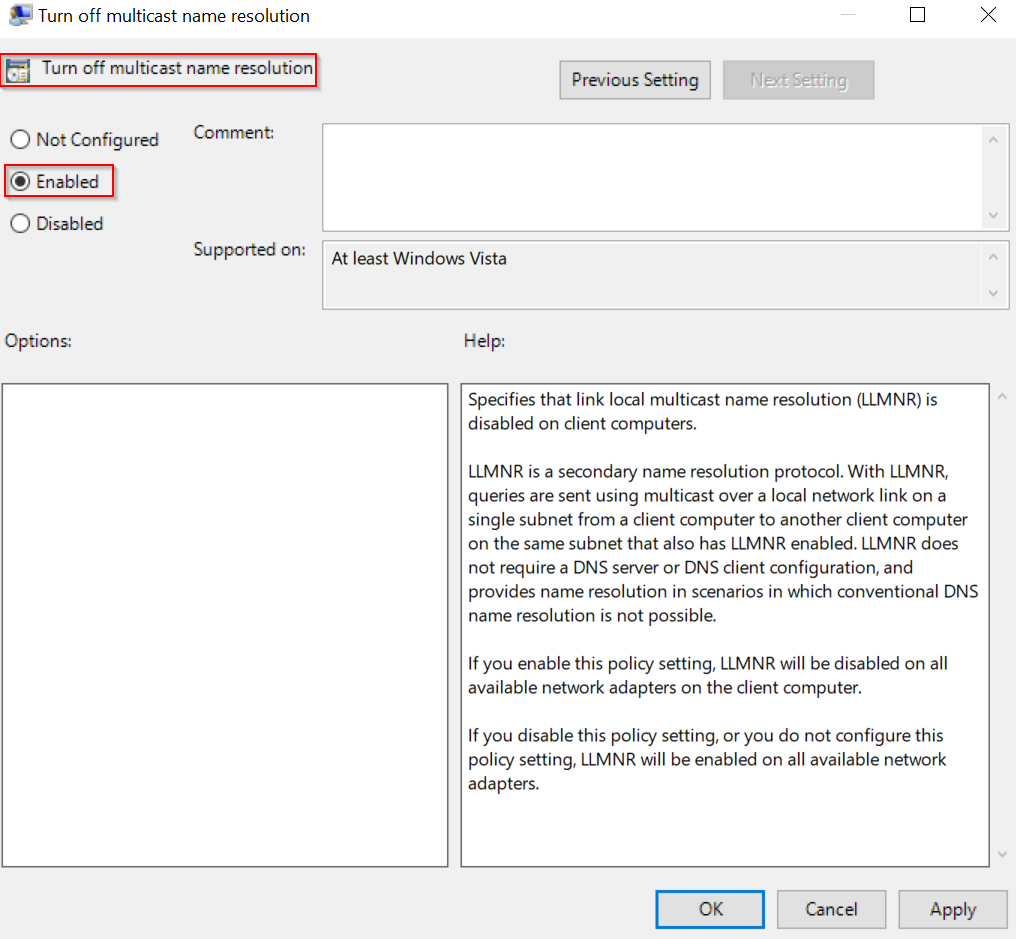 Turn off multicast name resolution
Turn off multicast name resolution
Previous Setting
Next Setting
Not Configured
Comment:
Enabled
Disabled
Supported on:
At least Windows Vista
Options:
Help:
Specifies that link local multicast name resolution (LLMNR) is
disabled on client computers.
LLMNR is a secondary name resolution protocol. With LLMNR,
queries are sent using multicast over a local network link on a
single subnet from a client computer to another client computer
on the same subnet that also has LLMNR enabled. LLMNR does
not require a DNS server or DNS client configuration, and
provides name resolution in scenarios in which conventional DNS
name resolution is not possible.
If you enable this policy setting, LLMNR will be disabled on all
available network adapters on the client computer.
If you disable this policy setting, or you do not configure this
policy setting, LLMNR will be enabled on all available network
adapters.
OK
Cancel
Apply